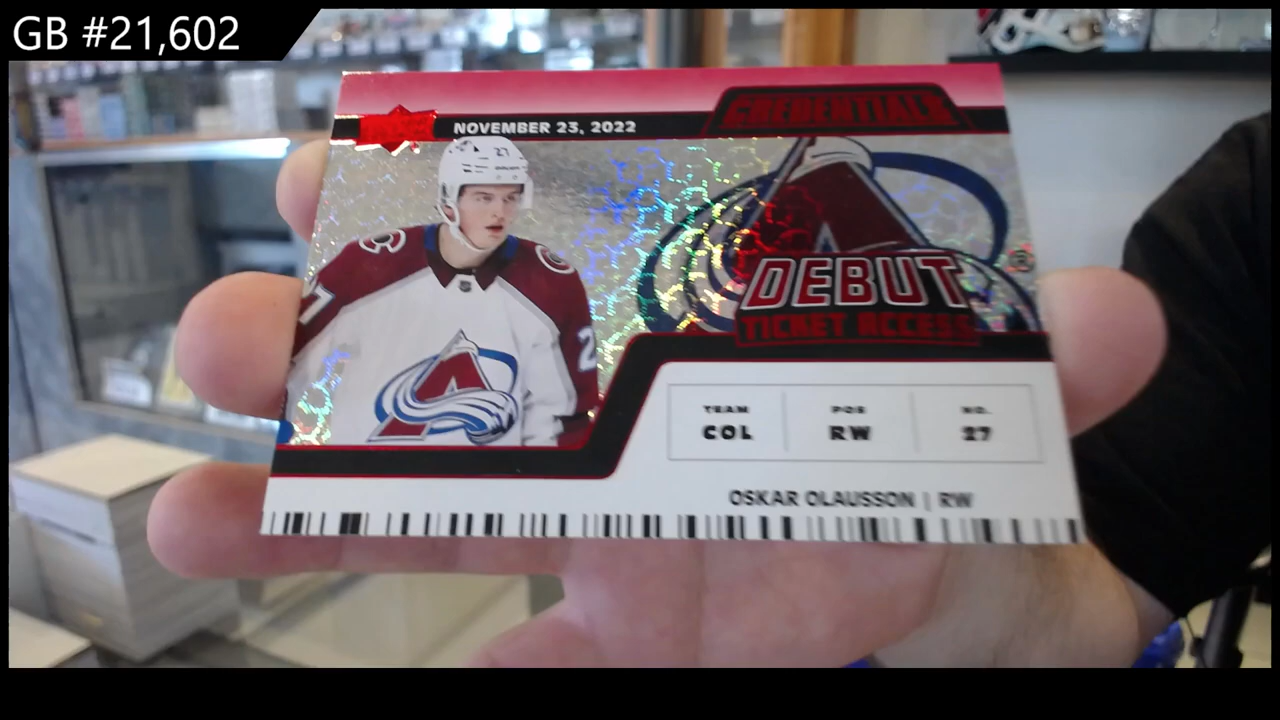 GB #21,602
CREDENTIALS
NOVEMBER 23, 2022
27
DEBUT
TICKET ACCESS
TEAM POS NO.
COL RW 27
OSKAR OLAUSSON | RW